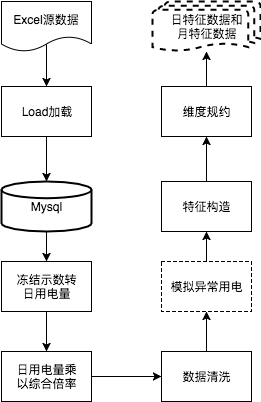 Excel源数据
Load加载
Mysql
冻结示数转
日用电量
日用电量乘
以综合倍率
数据清洗
模拟异常用电
特征构造
维度规约
日特征数据和
月特征数据